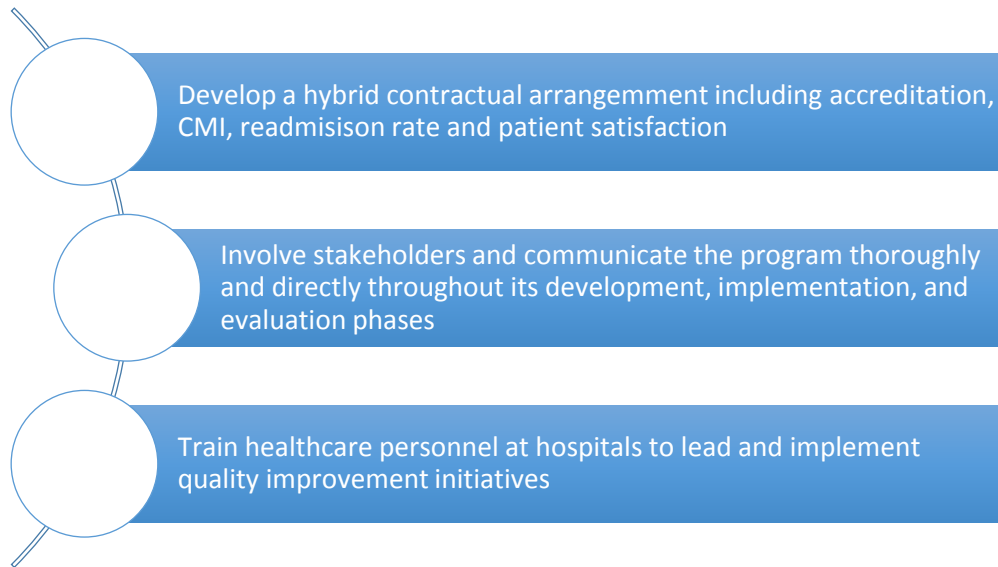 Develop a hybrid contractual arrangemment including accreditation,
CMI, readmisison rate and patient satisfaction
Involve stakeholders and communicate the program thoroughly
and directly throughout its development, implementation, and
evaluation phases
Train healthcare personnel at hospitals to lead and implement
quality improvement initiatives